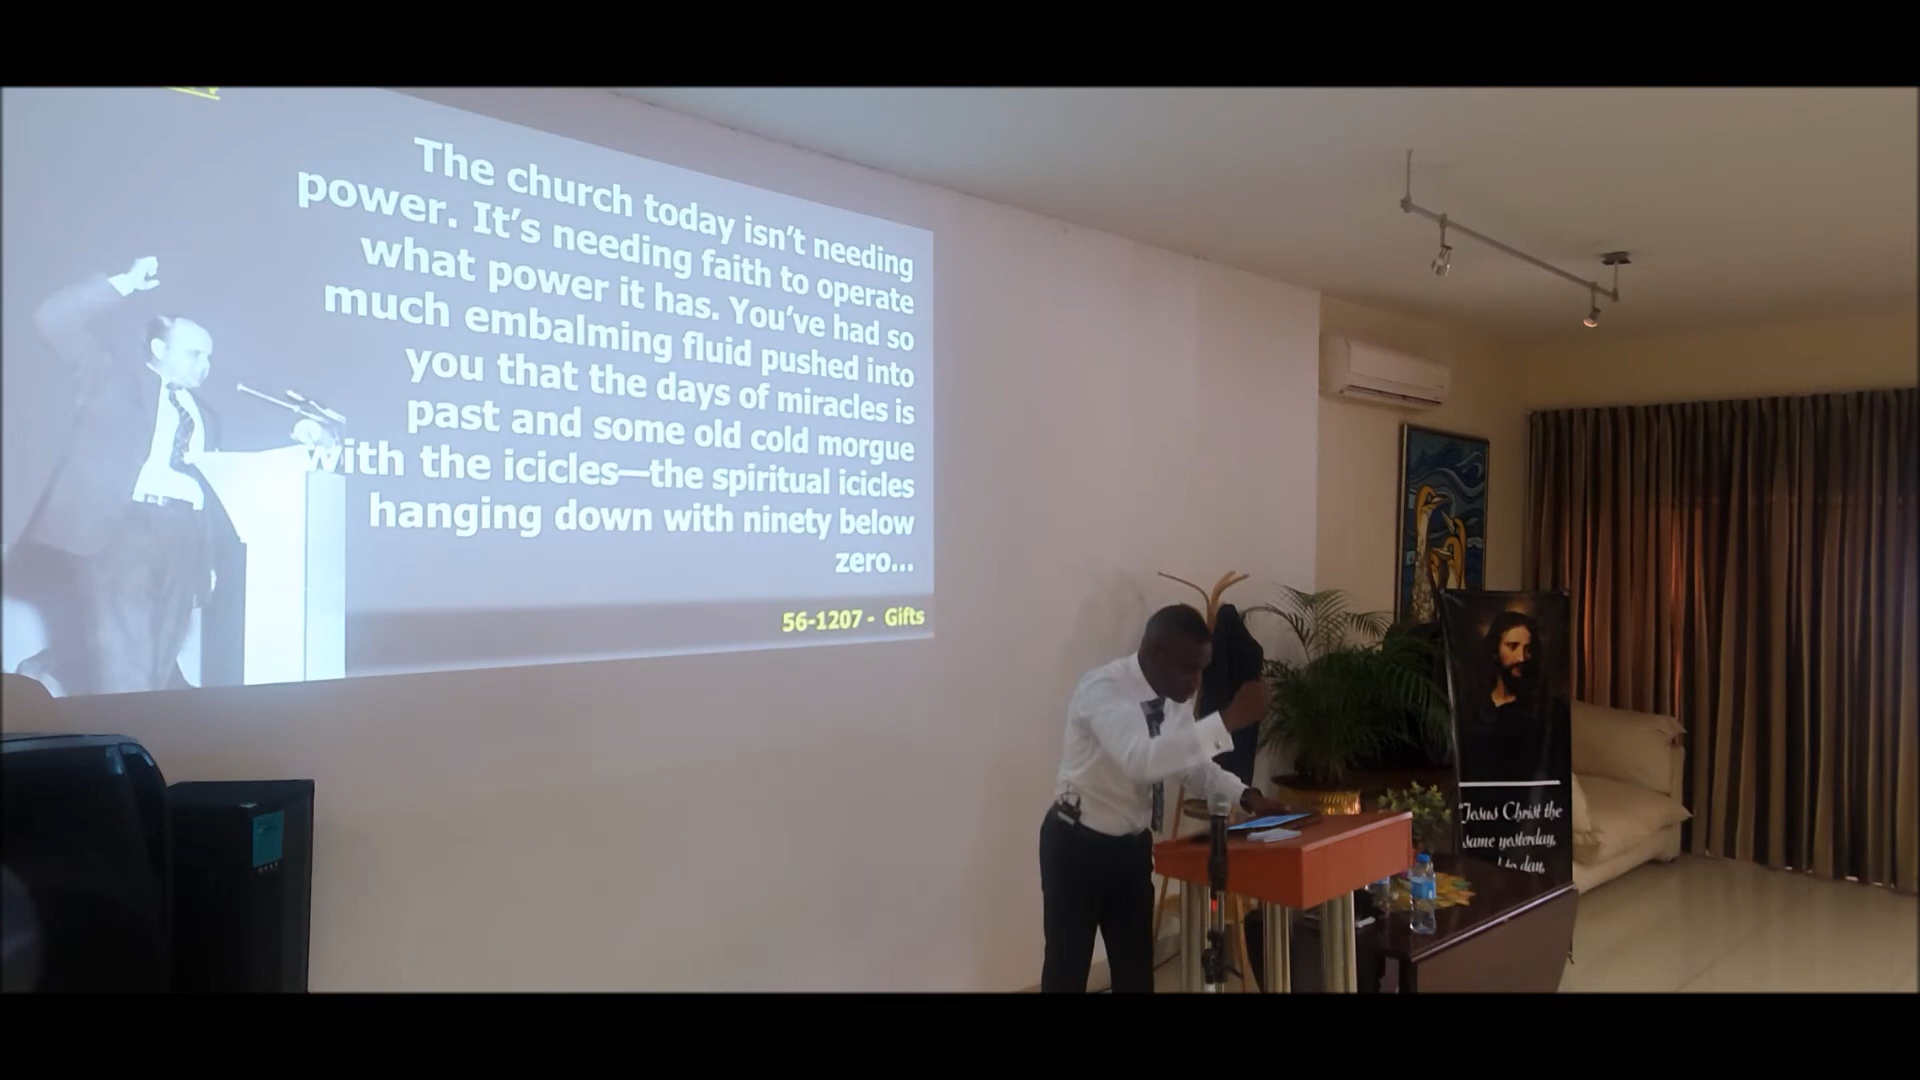 The church today isn't needing
power. It's needing faith to operate
what power it has. You've had so
much embalming fluid pushed into
you that the days of miracles is
past and some old cold morgue
with the icicles—the spiritual icicles
hanging down with ninety below
zero...
56-1207 - Gifts
"Jesus Christ the
same yesterday,
to day,